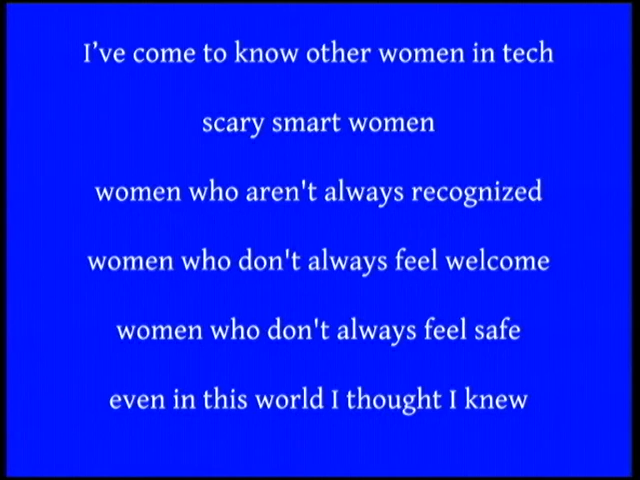 I’ve come to know other women in tech
scary smart women
women who aren't always recognized
women who don't always feel welcome
women who don't always feel safe
even in this world I thought I knew